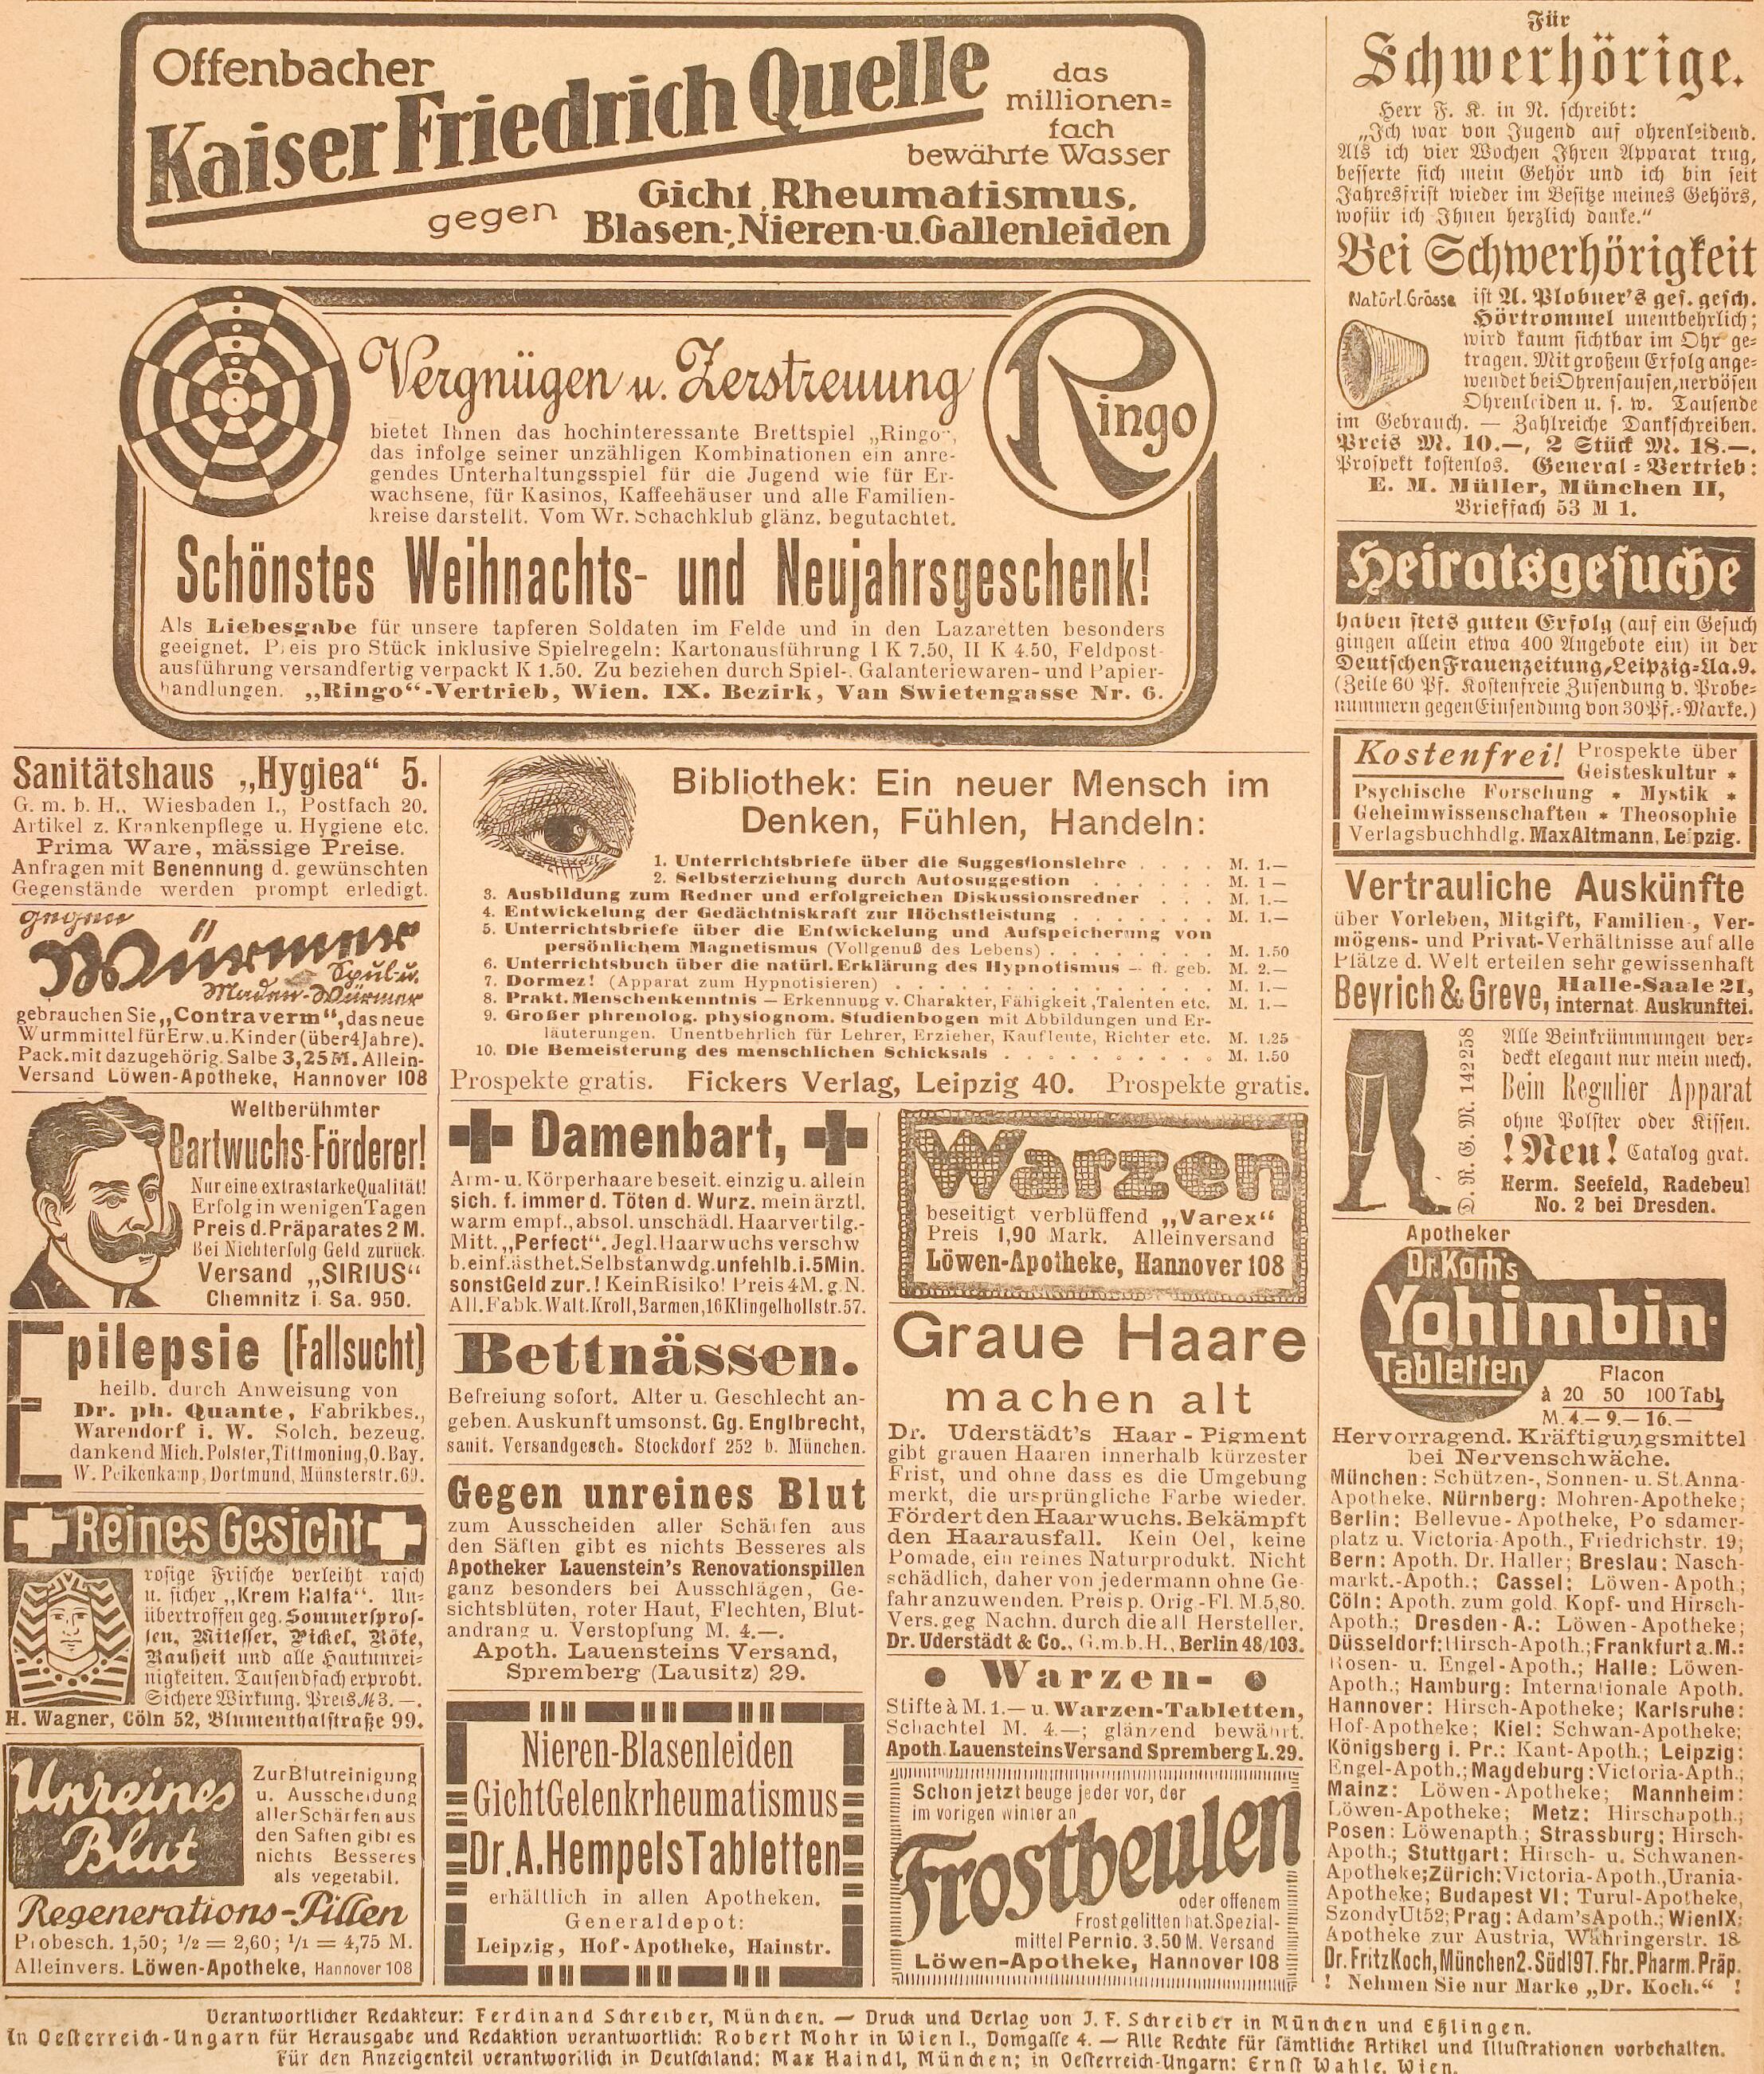 Offenbacher
Kaiser Friedrich Quelle
das
millionen=
fach
bewährte Wasser
gegen
Gicht, Rheumatismus,
Blasen-, Nieren- u. Gallenleiden
Vergnügen u. Zerstreuung
Ringo
bietet Ihnen das hochinteressante Brettspiel „Ringo“,
das infolge seiner unzähligen Kombinationen ein anre-
gendes Unterhaltungsspiel für die Jugend wie für Er-
wachsene, für Kasinos, Kaffeehäuser und alle Familien-
kreise darstellt. Vom Wr. Schachklub glänz. begutachtet.
Schönstes Weihnachts- und Neujahrsgeschenk!
Als Liebesgabe für unsere tapferen Soldaten im Felde und in den Lazaretten besonders
geeignet. Preis pro Stück inklusive Spielregeln: Kartonausführung I K 7.50, II K 4.50, Feldpost-
ausführung versandfertig verpackt K 1.50. Zu beziehen durch Spiel-, Galanteriewaren- und Papier-
handlungen. „Ringo“-Vertrieb, Wien. IX. Bezirk, Van Swietengasse Nr. 6.
Sanitätshaus „Hygiea“ 5.
G. m. b. H., Wiesbaden I., Postfach 20.
Artikel z. Krankenpflege u. Hygiene etc.
Prima Ware, mässige Preise.
Anfragen mit Benennung d. gewünschten
Gegenstände werden prompt erledigt.
gegen
Würmer
Spul- u.
Maden-Würmer
gebrauchen Sie „Contraverm“, das neue
Wurmmittel für Erw. u. Kinder (über 4 Jahre).
Pack. mit dazugehörig. Salbe 3,25 M. Allein-
Versand Löwen-Apotheke, Hannover 108
Weltberühmter
Bartwuchs-Förderer!
Nur eine extrastarke Qualität!
Erfolg in wenigen Tagen
Preis d. Präparates 2 M.
Bei Nichterfolg Geld zurück.
Versand „SIRIUS“
Chemnitz i. Sa. 950.
Epilepsie (Fallsucht)
heilb. durch Anweisung von
Dr. ph. Quante, Fabrikbes.,
Warendorf i. W. Solch. bezeug.
dankend Mich. Polster, Tittmoning, O. Bay.
W. Peikenkamp, Dortmund, Münsterstr. 69.
Reines Gesicht
rosige Frische verleiht rasch
u. sicher „Krem Halfa“. Un=
übertroffen geg. Sommerspros-
sen, Mitesser, Pickel, Röte,
Rauheit und alle Hautunrei-
nigkeiten. Tausendfach erprobt.
Sichere Wirkung. Preis M 3.—.
H. Wagner, Cöln 52, Blumenthalstraße 99.
Unreines
Blut
Zur Blutreinigung
u. Ausscheidung
aller Schärfen aus
den Säften gibt es
nichts Besseres
als vegetabil.
Regenerations-Pillen
Probesch. 1,50; 1/2 = 2,60; 1/1 = 4,75 M.
Alleinvers. Löwen-Apotheke, Hannover 108
Bibliothek: Ein neuer Mensch im
Denken, Fühlen, Handeln:
1. Unterrichtsbriefe über die Suggestionslehre . . . . M. 1.—
2. Selbsterziehung durch Autosuggestion . . . . . . M. 1—
3. Ausbildung zum Redner und erfolgreichen Diskussionsredner . . . M. 1.—
4. Entwickelung der Gedächtniskraft zur Höchstleistung . . . . . . . M. 1.—
5. Unterrichtsbriefe über die Entwickelung und Aufspeicherung von
persönlichem Magnetismus (Vollgenuß des Lebens) . . . . . . . . M. 1.50
6. Unterrichtsbuch über die natürl. Erklärung des Hypnotismus — ff. geb. M. 2.—
7. Dormez! (Apparat zum Hypnotisieren) . . . . . . . . . . . . . . M. 1.—
8. Prakt. Menschenkenntnis — Erkennung v. Charakter, Fähigkeit, Talenten etc. M. 1.—
9. Großer phrenolog. physiognom. Studienbogen mit Abbildungen und Er-
läuterungen. Unentbehrlich für Lehrer, Erzieher, Kaufleute, Richter etc. M. 1.25
10. Die Bemeisterung des menschlichen Schicksals . . . . . . . . . . M. 1.50
Prospekte gratis. Fickers Verlag, Leipzig 40. Prospekte gratis.
Damenbart,
Arm- u. Körperhaare beseit. einzig u. allein
sich. f. immer d. Töten d. Wurz. mein ärztl.
warm empf., absol. unschädl. Haarvertilg.-
Mitt. „Perfect“. Jegl. Haarwuchs verschw
b. einf. ästhet. Selbstanwdg. unfehlb. i. 5 Min.
sonst Geld zur.! Kein Risiko! Preis 4 M. g. N.
All. Fabk. Walt. Kroll, Barmen, 16 Klingelhollstr. 57.
Bettnässen.
Befreiung sofort. Alter u. Geschlecht an-
geben. Auskunft umsonst. Gg. Englbrecht,
sanit. Versandgesch. Stockdorf 252 b. München.
Gegen unreines Blut
zum Ausscheiden aller Schärfen aus
den Säften gibt es nichts Besseres als
Apotheker Lauenstein's Renovationspillen
ganz besonders bei Ausschlägen, Ge-
sichtsblüten, roter Haut, Flechten, Blut-
andrang u. Verstopfung M. 4.—.
Apoth. Lauensteins Versand,
Spremberg (Lausitz) 29.
Nieren-Blasenleiden
Gicht Gelenkrheumatismus
Dr. A. Hempels Tabletten
erhältlich in allen Apotheken.
Generaldepot:
Leipzig, Hof-Apotheke, Hainstr.
Warzen
beseitigt verblüffend „Varex“
Preis 1,90 Mark. Alleinversand
Löwen-Apotheke, Hannover 108
Graue Haare
machen alt
Dr. Uderstädt's Haar-Pigment
gibt grauen Haaren innerhalb kürzester
Frist, und ohne dass es die Umgebung
merkt, die ursprüngliche Farbe wieder.
Fördert den Haarwuchs. Bekämpft
den Haarausfall. Kein Oel, keine
Pomade, ein reines Naturprodukt. Nicht
schädlich, daher von jedermann ohne Ge-
fahr anzuwenden. Preis p. Orig.-Fl. M. 5,80.
Vers. geg Nachn. durch die all Hersteller.
Dr. Uderstädt & Co., G.m.b.H., Berlin 48/103.
Warzen-
Stifte à M. 1.— u. Warzen-Tabletten,
Schachtel M. 4.—; glänzend bewährt.
Apoth. Lauensteins Versand Spremberg L. 29.
Schon jetzt beuge jeder vor, der
im vorigen Winter an
Frostbeulen
oder offenem
Frost gelitten hat. Spezial-
mittel Pernio. 3.50 M. Versand
Löwen-Apotheke, Hannover 108
Für
Schwerhörige.
Herr F. K. in N. schreibt:
„Ich war von Jugend auf ohrenleidend.
Als ich vier Wochen Ihren Apparat trug,
besserte sich mein Gehör und ich bin seit
Jahresfrist wieder im Besitze meines Gehörs,
wofür ich Ihnen herzlich danke.“
Bei Schwerhörigkeit
Natürl. Grösse
ist A. Plobner's ges. gesch.
Hörtrommel unentbehrlich;
wird kaum sichtbar im Ohr ge=
tragen. Mit großem Erfolg ange=
wendet bei Ohrensausen, nervösen
Ohrenleiden u. s. w. Tausende
im Gebrauch. — Zahlreiche Dankschreiben.
Preis M. 10.—, 2 Stück M. 18.—.
Prospekt kostenlos. General=Vertrieb:
E. M. Müller, München II,
Brieffach 53 M 1.
Heiratsgesuche
haben stets guten Erfolg (auf ein Gesuch
gingen allein etwa 400 Angebote ein) in der
Deutschen Frauenzeitung, Leipzig=Ua. 9.
(Zeile 60 Pf. Kostenfreie Zusendung v. Probe=
nummern gegen Einsendung von 30 Pf.=Marke.)
Kostenfrei! Prospekte über
Geisteskultur *
Psychische Forschung * Mystik *
Geheimwissenschaften * Theosophie
Verlagsbuchhdlg. Max Altmann, Leipzig.
Vertrauliche Auskünfte
über Vorleben, Mitgift, Familien-, Ver-
mögens- und Privat-Verhältnisse auf alle
Plätze d. Welt erteilen sehr gewissenhaft
Beyrich & Greve, Halle-Saale 21,
internat. Auskunftei.
D. R. G. M. 142258
Alle Beinkrümmungen ver=
deckt elegant nur mein mech.
Bein Regulier Apparat
ohne Polster oder Kissen.
!Neu! Catalog grat.
Herm. Seefeld, Radebeul
No. 2 bei Dresden.
Apotheker
Dr. Koch's
Yohimbin-
Tabletten
Flacon
à 20 50 100 Tabl.
M. 4.— 9.— 16.—
Hervorragend. Kräftigungsmittel
bei Nervenschwäche.
München: Schützen-, Sonnen- u. St. Anna-
Apotheke. Nürnberg: Mohren-Apotheke;
Berlin: Bellevue-Apotheke, Po sdamer-
platz u. Victoria-Apoth., Friedrichstr. 19;
Bern: Apoth. Dr. Haller; Breslau: Nasch-
markt.-Apoth.; Cassel: Löwen-Apoth.;
Cöln: Apoth. zum gold. Kopf- und Hirsch-
Apoth.; Dresden-A.: Löwen-Apotheke;
Düsseldorf: Hirsch-Apoth.; Frankfurt a. M.:
Rosen- u. Engel-Apoth.; Halle: Löwen-
Apoth.; Hamburg: Internationale Apoth.
Hannover: Hirsch-Apotheke; Karlsruhe:
Hof-Apotheke; Kiel: Schwan-Apotheke;
Königsberg i. Pr.: Kant-Apoth.; Leipzig:
Engel-Apoth.; Magdeburg: Victoria-Apth.;
Mainz: Löwen-Apotheke; Mannheim:
Löwen-Apotheke; Metz: Hirschapoth.;
Posen: Löwenapth.; Strassburg: Hirsch-
Apoth.; Stuttgart: Hirsch- u. Schwanen-
Apotheke; Zürich: Victoria-Apoth., Urania-
Apotheke; Budapest VI: Turul-Apotheke,
Szondy Ut 52; Prag: Adam's Apoth.; Wien IX:
Apotheke zur Austria, Währingerstr. 18
Dr. Fritz Koch, München 2. Süd 197. Fbr. Pharm. Präp.
! Nehmen Sie nur Marke „Dr. Koch.“ !
Verantwortlicher Redakteur: Ferdinand Schreiber, München. — Druck und Verlag von J. F. Schreiber in München und Eßlingen.
In Oesterreich-Ungarn für Herausgabe und Redaktion verantwortlich: Robert Mohr in Wien I., Domgasse 4. — Alle Rechte für sämtliche Artikel und Illustrationen vorbehalten.
Für den Anzeigenteil verantwortlich in Deutschland: Max Haindl, München; in Oesterreich-Ungarn: Ernst Wahle, Wien.